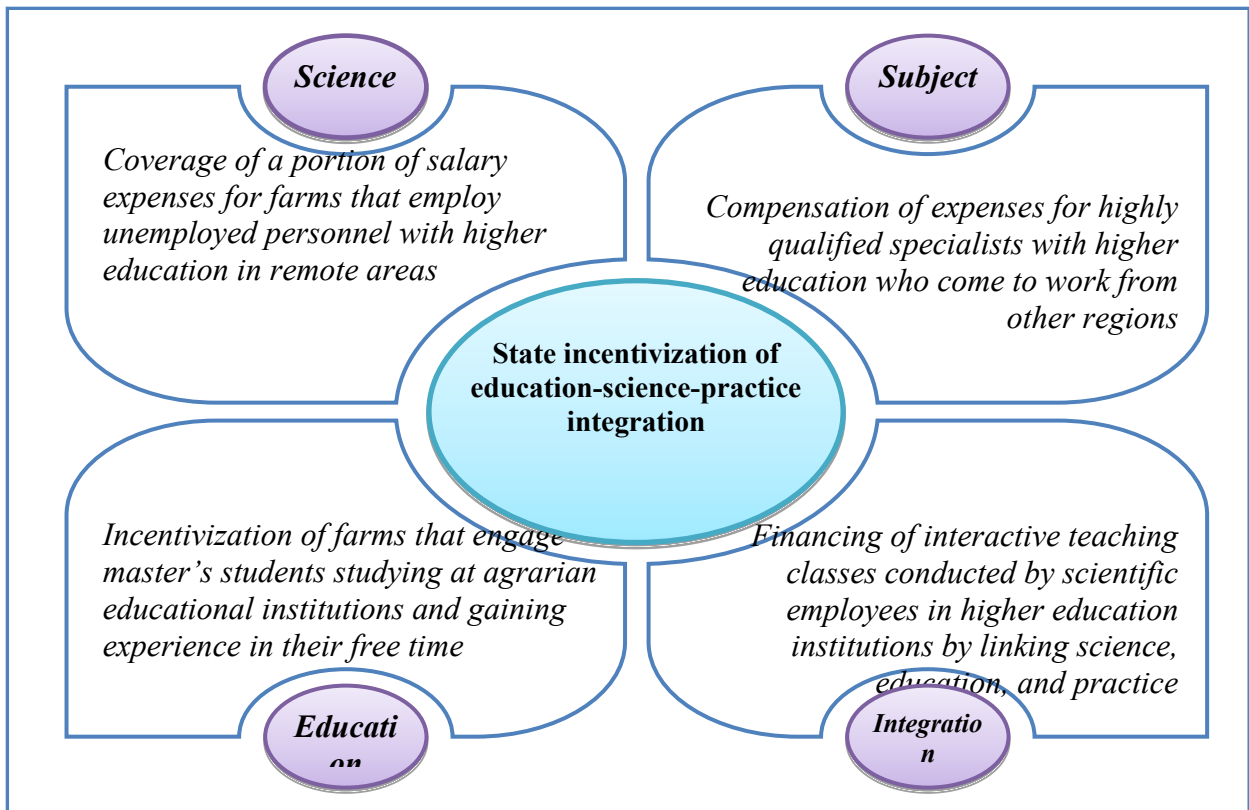 Science
Coverage of a portion of salary
expenses for farms that employ
unemployed personnel with higher
education in remote areas
Subject
Compensation of expenses for highly
qualified specialists with higher
education who come to work from
other regions
State incentivization of
education-science-practice
integration
Incentivization of farms that engage
master’s students studying at agrarian
educational institutions and gaining
experience in their free time
Educati
on
Financing of interactive teaching
classes conducted by scientific
employees in higher education
institutions by linking science,
education, and practice
Integratio
n